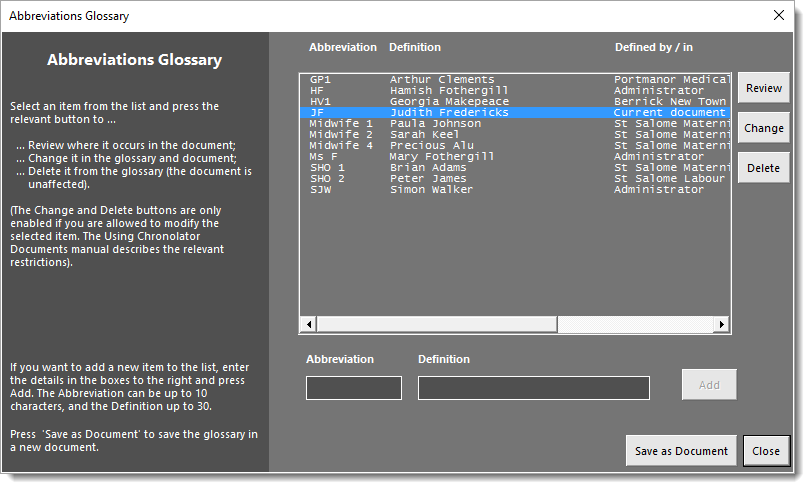 Abbreviations Glossary
Abbreviations Glossary
Select an item from the list and press the
relevant button to ...
... Review where it occurs in the document;
... Change it in the glossary and document;
... Delete it from the glossary (the document is
unaffected).
(The Change and Delete buttons are only
enabled if you are allowed to modify the
selected item. The Using Chronolator
Documents manual describes the relevant
restrictions).
If you want to add a new item to the list, enter
the details in the boxes to the right and press
Add. The Abbreviation can be up to 10
characters, and the Definition up to 30.
Press 'Save as Document' to save the glossary in
a new document.
Abbreviation Definition Defined by / in
GP1 Arthur Clements Portmanor Medical
HF Hamish Fothergill Administrator
HV1 Georgia Makepeace Berrick New Town
JF Judith Fredericks Current document
Midwife 1 Paula Johnson St Salome Materni
Midwife 2 Sarah Keel St Salome Materni
Midwife 4 Precious Alu St Salome Materni
Ms F Mary Fothergill Administrator
SHO 1 Brian Adams St Salome Materni
SHO 2 Peter James St Salome Labour
SJW Simon Walker Administrator
Review
Change
Delete
Abbreviation Definition
Add
Save as Document Close